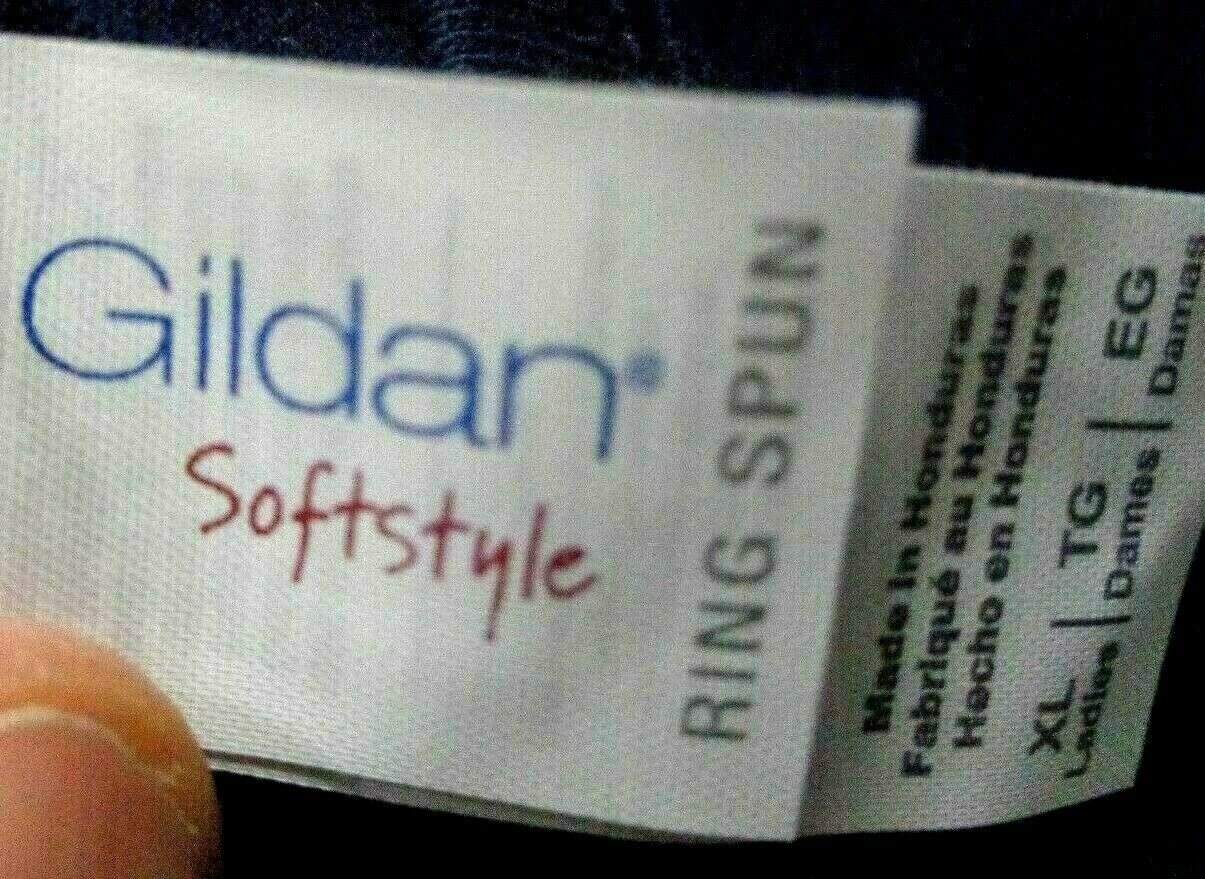 Gildan®
Softstyle
RING SPUN
Made in Honduras
Fabriqué au Honduras
Hecho en Honduras
XL | TG | EG
Ladies | Dames | Damas